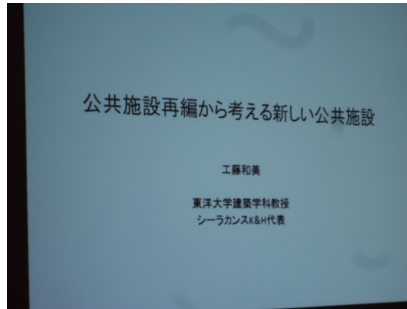 公共施設再編から考える新しい公共施設
工藤和美
東洋大学建築学科教授
シーラカンスK&H代表